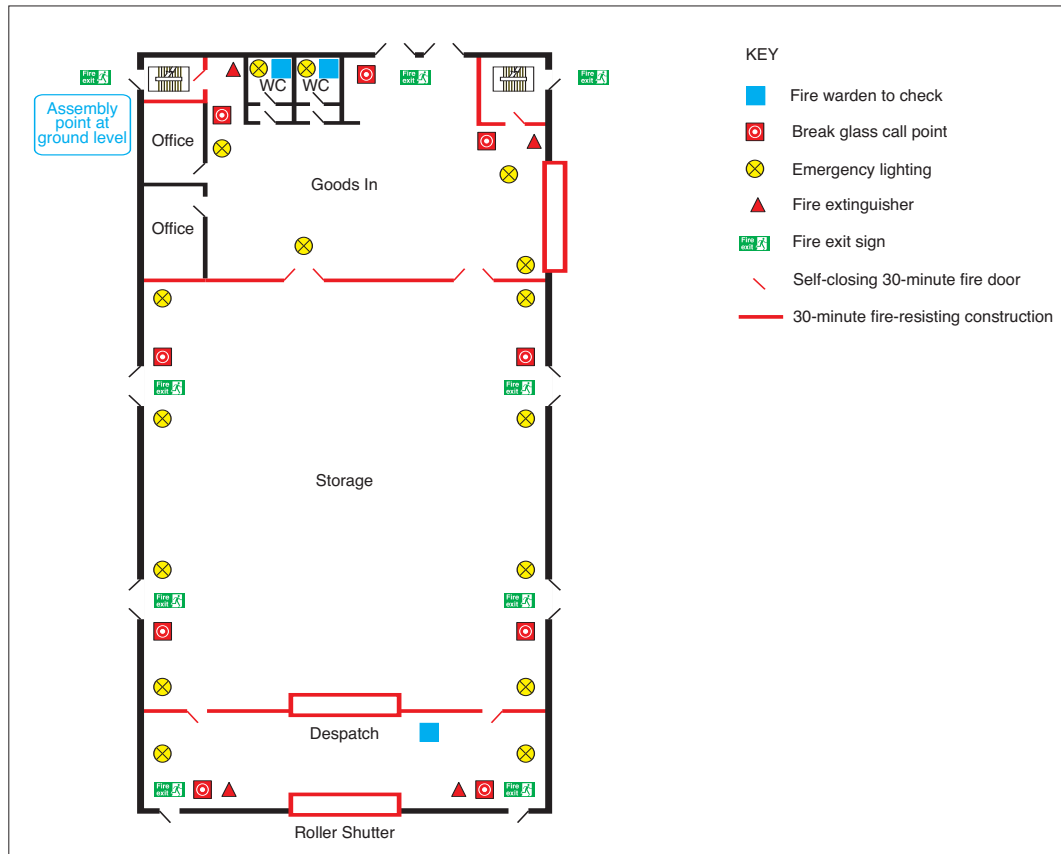 KEY
Fire
exit
Fire
exit
Fire
exit
WC
WC
Fire warden to check
Assembly
point at
ground level
Break glass call point
Office
Emergency lighting
Goods In
Fire extinguisher
Office
Fire exit sign
Fire
exit
Self-closing 30-minute fire door
30-minute fire-resisting construction
Fire
exit
Fire
exit
Storage
Fire
exit
Fire
exit
Despatch
Fire
exit
Fire
exit
Roller Shutter